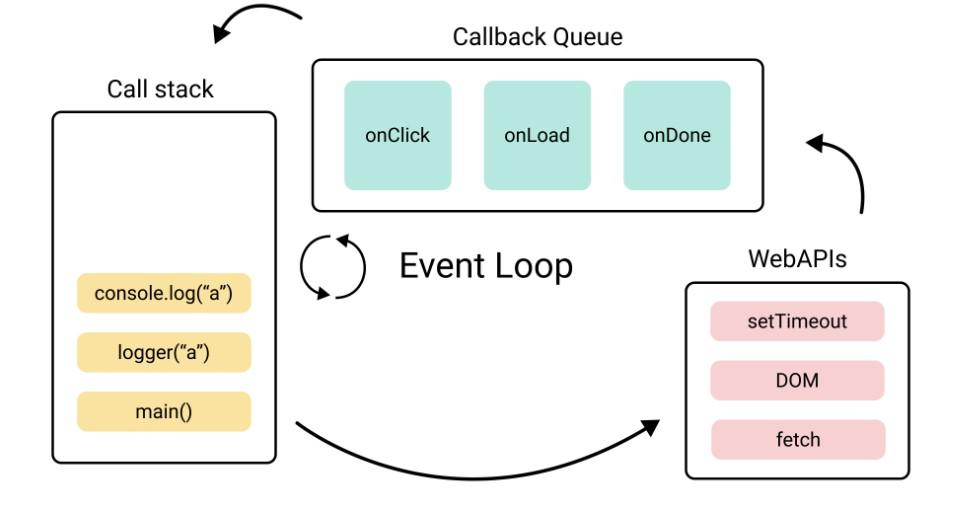 Callback Queue
Call stack
onClick
onLoad
onDone
Event Loop
WebAPIs
console.log(“a”)
logger(“a”)
main()
setTimeout
DOM
fetch